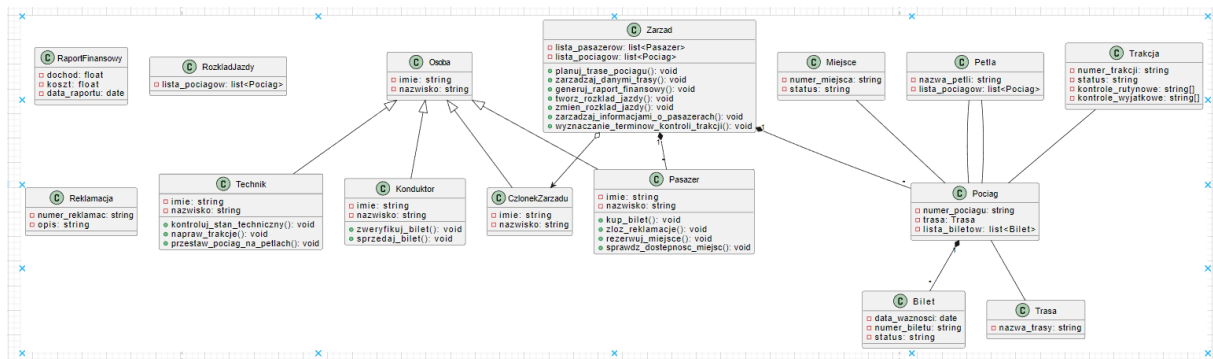 C RaportFinansowy
dochod: float
koszt: float
data_raportu: date
C RozkladJazdy
lista_pociagow: list<Pociag>
C Osoba
imie: string
nazwisko: string
C Zarzad
lista_pasazerow: list<Pasazer>
lista_pociagow: list<Pociag>
planuj_trase_pociagu(): void
zarzadzaj_danymi_trasy(): void
generuj_raport_finansowy(): void
tworz_rozklad_jazdy(): void
zmien_rozklad_jazdy(): void
zarzadzaj_informacjami_o_pasazerach(): void
wyznaczanie_terminow_kontroli_trakcji(): void
C Miejsce
numer_miejsca: string
status: string
C Petla
nazwa_petli: string
lista_pociagow: list<Pociag>
C Trakcja
numer_trakcji: string
status: string
kontrole_rutynowe: string[]
kontrole_wyjatkowe: string[]
1
1
*
*
C Reklamacja
numer_reklamac: string
opis: string
C Technik
imie: string
nazwisko: string
kontroluj_stan_techniczny(): void
napraw_trakcje(): void
przestaw_pociag_na_petlach(): void
C Konduktor
imie: string
nazwisko: string
zweryfikuj_bilet(): void
sprzedaj_bilet(): void
C CzlonekZarzadu
imie: string
nazwisko: string
C Pasazer
imie: string
nazwisko: string
kup_bilet(): void
zloz_reklamacje(): void
rezerwuj_miejsce(): void
sprawdz_dostepnosc_miejsc(): void
C Pociag
numer_pociagu: string
trasa: Trasa
lista_biletow: list<Bilet>
1
*
C Bilet
data_waznosci: date
numer_biletu: string
status: string
C Trasa
nazwa_trasy: string